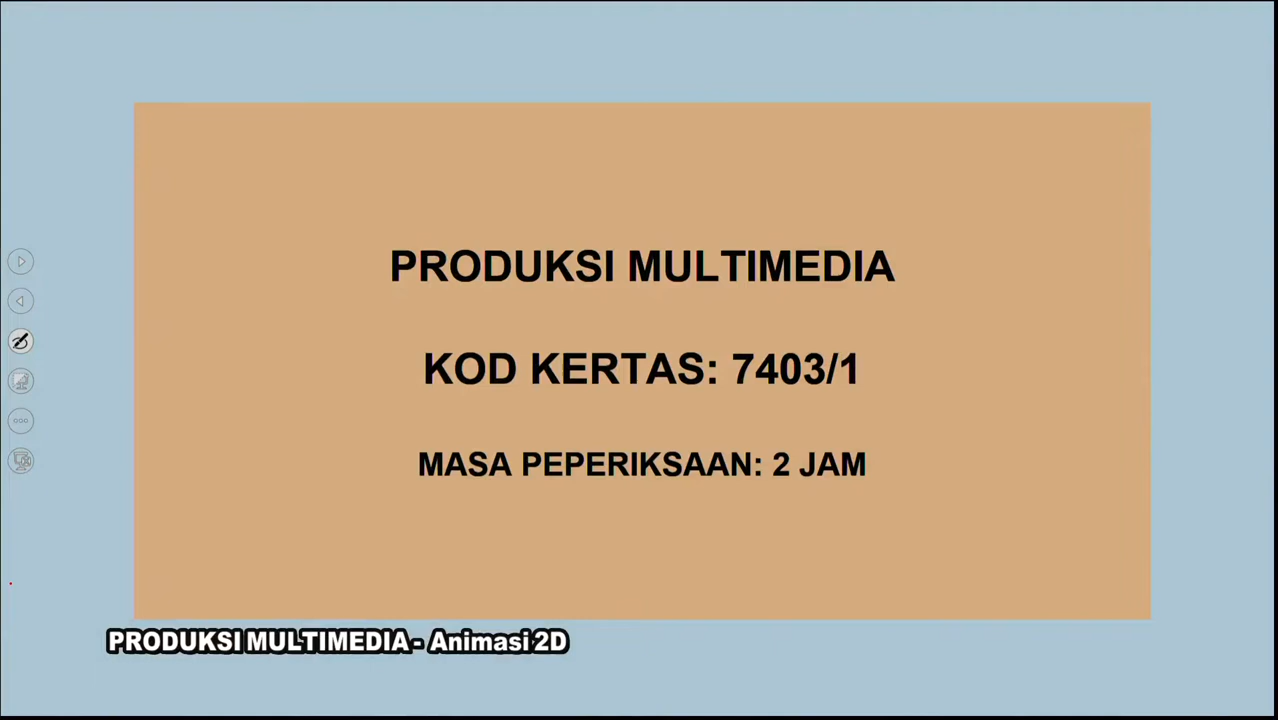 PRODUKSI MULTIMEDIA
KOD KERTAS: 7403/1
MASA PEPERIKSAAN: 2 JAM
PRODUKSI MULTIMEDIA - Animasi 2D